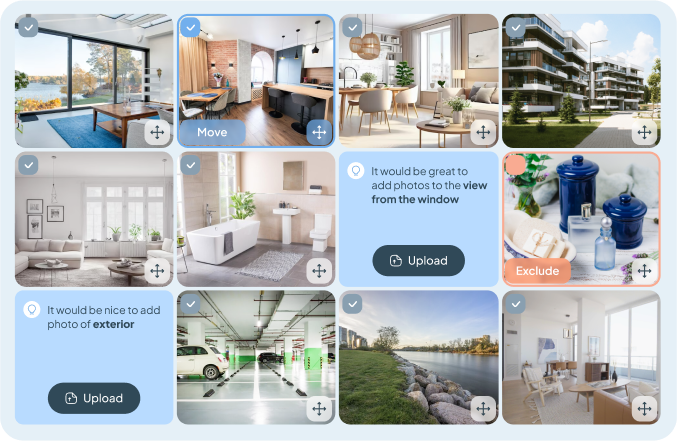 Move
It would be great to
add photos to the view
from the window
Upload
Exclude
It would be nice to add
photo of exterior
Upload